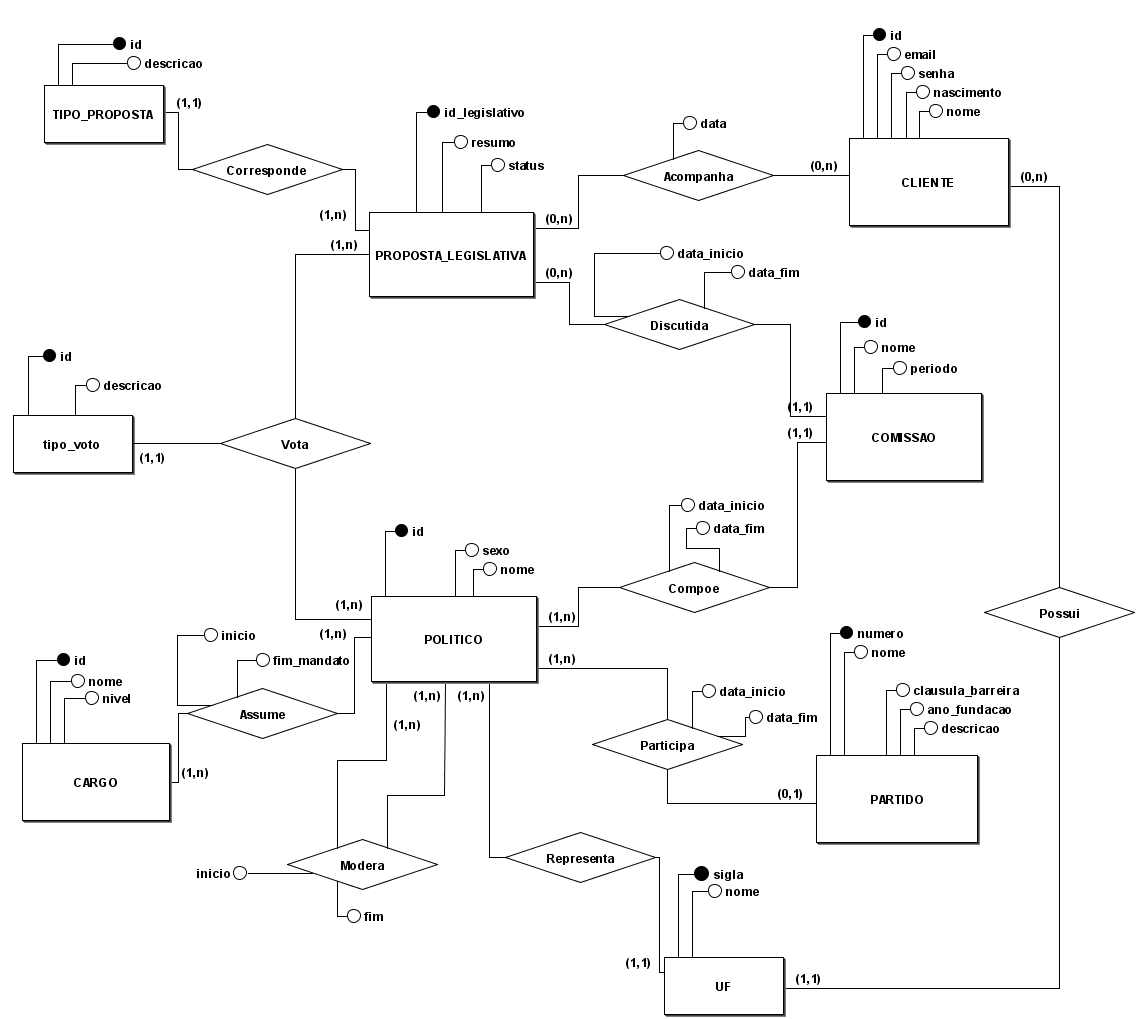 id
descricao
TIPO_PROPOSTA
(1,1)
Corresponde
(1,n)
id_legislativo
resumo
status
PROPOSTA_LEGISLATIVA
(1,n)
(0,n)
(0,n)
data
Acompanha
(0,n)
id
email
senha
nascimento
nome
CLIENTE
(0,n)
data_inicio
data_fim
Discutida
(1,1)
id
nome
periodo
COMISSAO
(1,1)
id
descricao
tipo_voto
(1,1)
Vota
(1,n)
id
sexo
nome
POLITICO
(1,n)
data_inicio
data_fim
Compoe
Possui
(1,n)
inicio
fim_mandato
Assume
id
nome
nivel
CARGO
(1,n)
(1,n)
(1,n)
(1,n)
(1,n)
data_inicio
data_fim
Participa
(0,1)
numero
nome
clausula_barreira
ano_fundacao
descricao
PARTIDO
Modera
inicio
fim
Representa
(1,1)
sigla
nome
UF
(1,1)